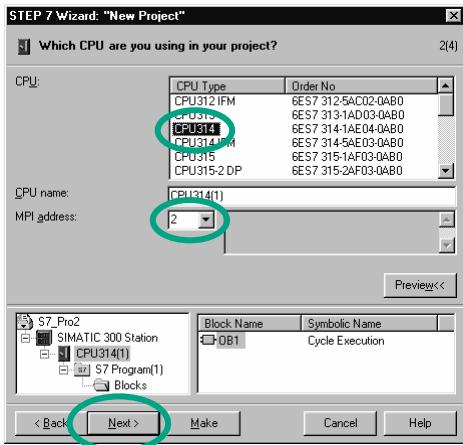 STEP 7 Wizard: "New Project"
Which CPU are you using in your project? 2(4)
CPU:
CPU Type Order No
CPU312 IFM 6ES7 312-5AC02-0AB0
CPU313 6ES7 313-1AD03-0AB0
CPU314 6ES7 314-1AE04-0AB0
CPU314 IFM 6ES7 314-5AE03-0AB0
CPU315 6ES7 315-1AF03-0AB0
CPU315-2 DP 6ES7 315-2AF03-0AB0
CPU name: CPU314(1)
MPI address: 2
Preview<<
S7_Pro2
SIMATIC 300 Station
CPU314(1)
S7 Program(1)
Blocks
Block Name Symbolic Name
OB1 Cycle Execution
< Back Next > Make Cancel Help